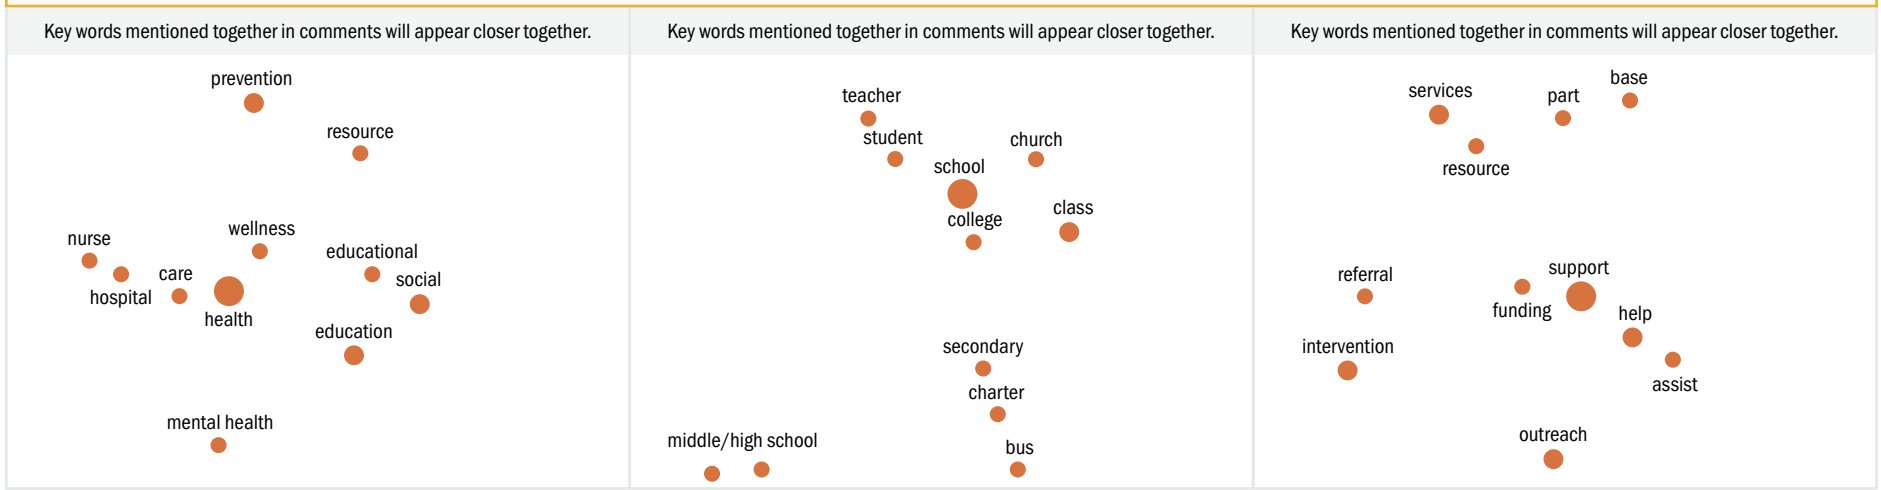 Key words mentioned together in comments will appear closer together.
prevention
resource
wellness
nurse
educational
care
social
hospital
health
education
mental health
Key words mentioned together in comments will appear closer together.
teacher
student
church
school
class
college
secondary
charter
middle/high school
bus
Key words mentioned together in comments will appear closer together.
base
services
part
resource
support
referral
funding
help
intervention
assist
outreach